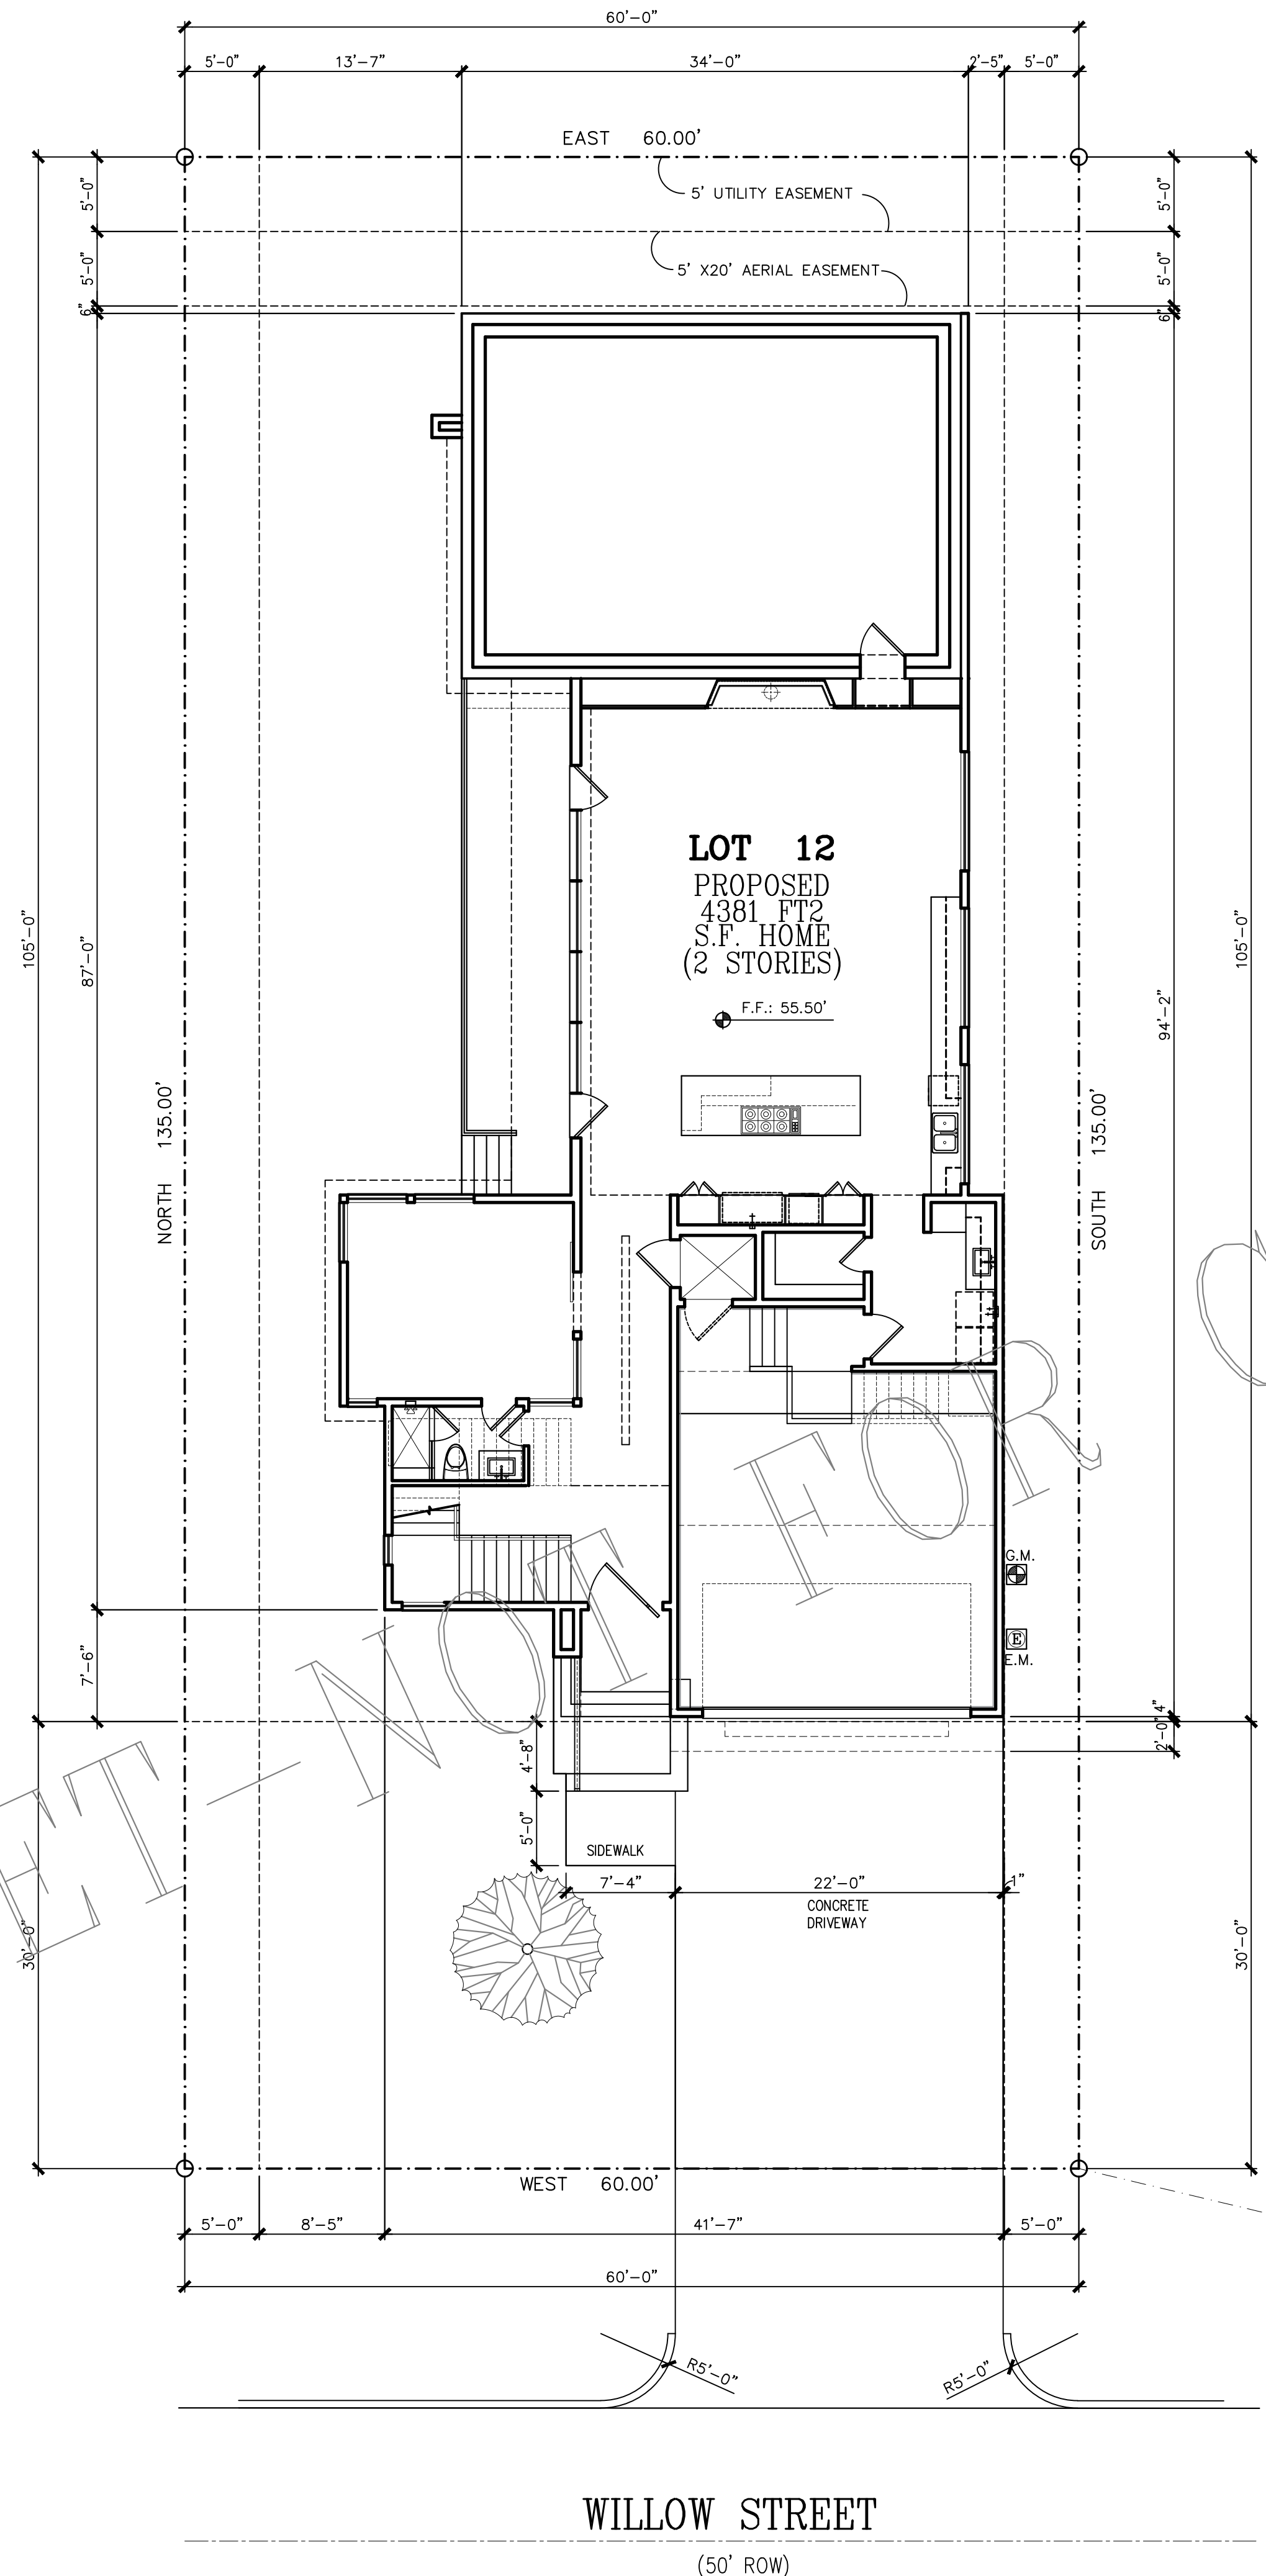 60'-0"
5'-0" 13'-7" 34'-0" 2'-5" 5'-0"
EAST 60.00'
5' UTILITY EASEMENT
5'-0" 5'-0"
5' X20' AERIAL EASEMENT
5'-0" 5'-0"
6" 6"
LOT 12
PROPOSED
4381 FT2
S.F. HOME
(2 STORIES)
F.F.: 55.50'
105'-0"
87'-0"
94'-2"
105'-0"
NORTH 135.00'
SOUTH 135.00'
G.M.
E
E.M.
7'-6"
4"
2'-0"
4'-8"
5'-0"
SIDEWALK
7'-4" 22'-0" 1"
CONCRETE
DRIVEWAY
30'-0" 30'-0"
ET-NOT FOR
WEST 60.00'
5'-0" 8'-5" 41'-7" 5'-0"
60'-0"
R5'-0" R5'-0"
WILLOW STREET
(50' ROW)